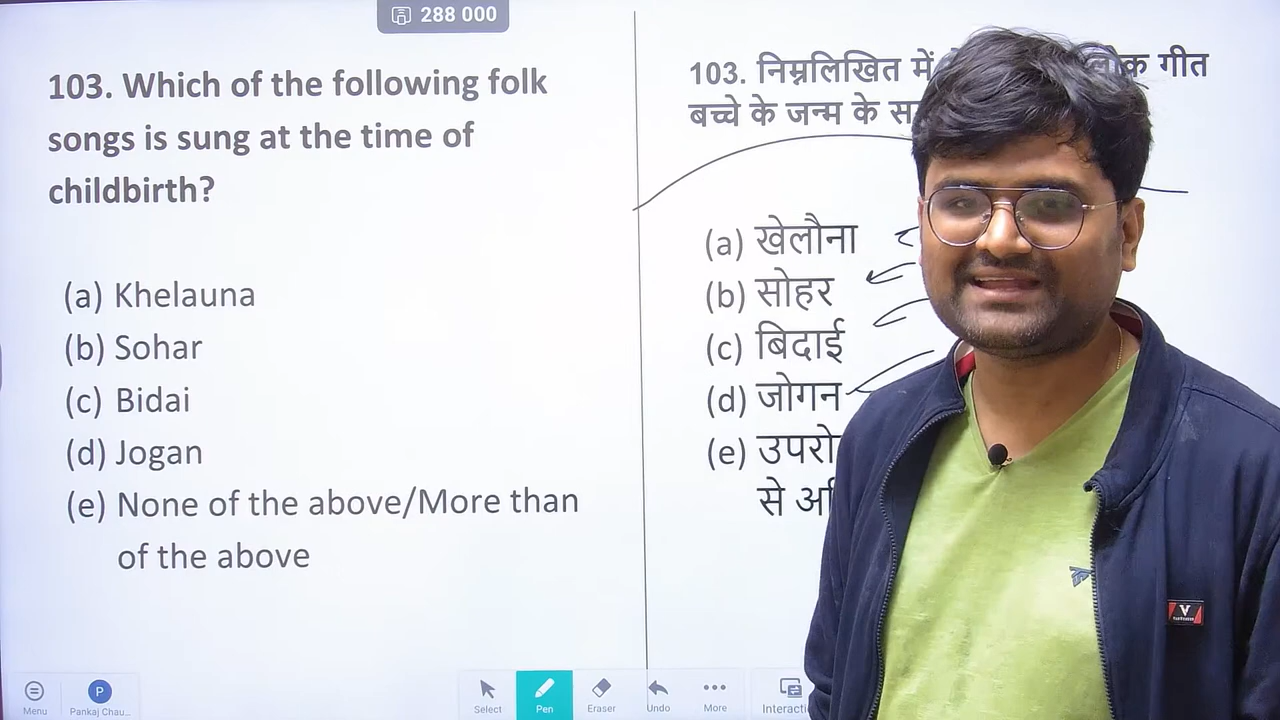 288 000
103. Which of the following folk
songs is sung at the time of
childbirth?
(a) Khelauna
(b) Sohar
(c) Bidai
(d) Jogan
(e) None of the above/More than
of the above
103. निम्नलिखित में लोक गीत
बच्चे के जन्म के
(a) खेलौना
(b) सोहर
(c) बिदाई
(d) जोगन
(e)
से
Menu
P
Pankaj Chau...
Select
Pen
Eraser
Undo
More
V